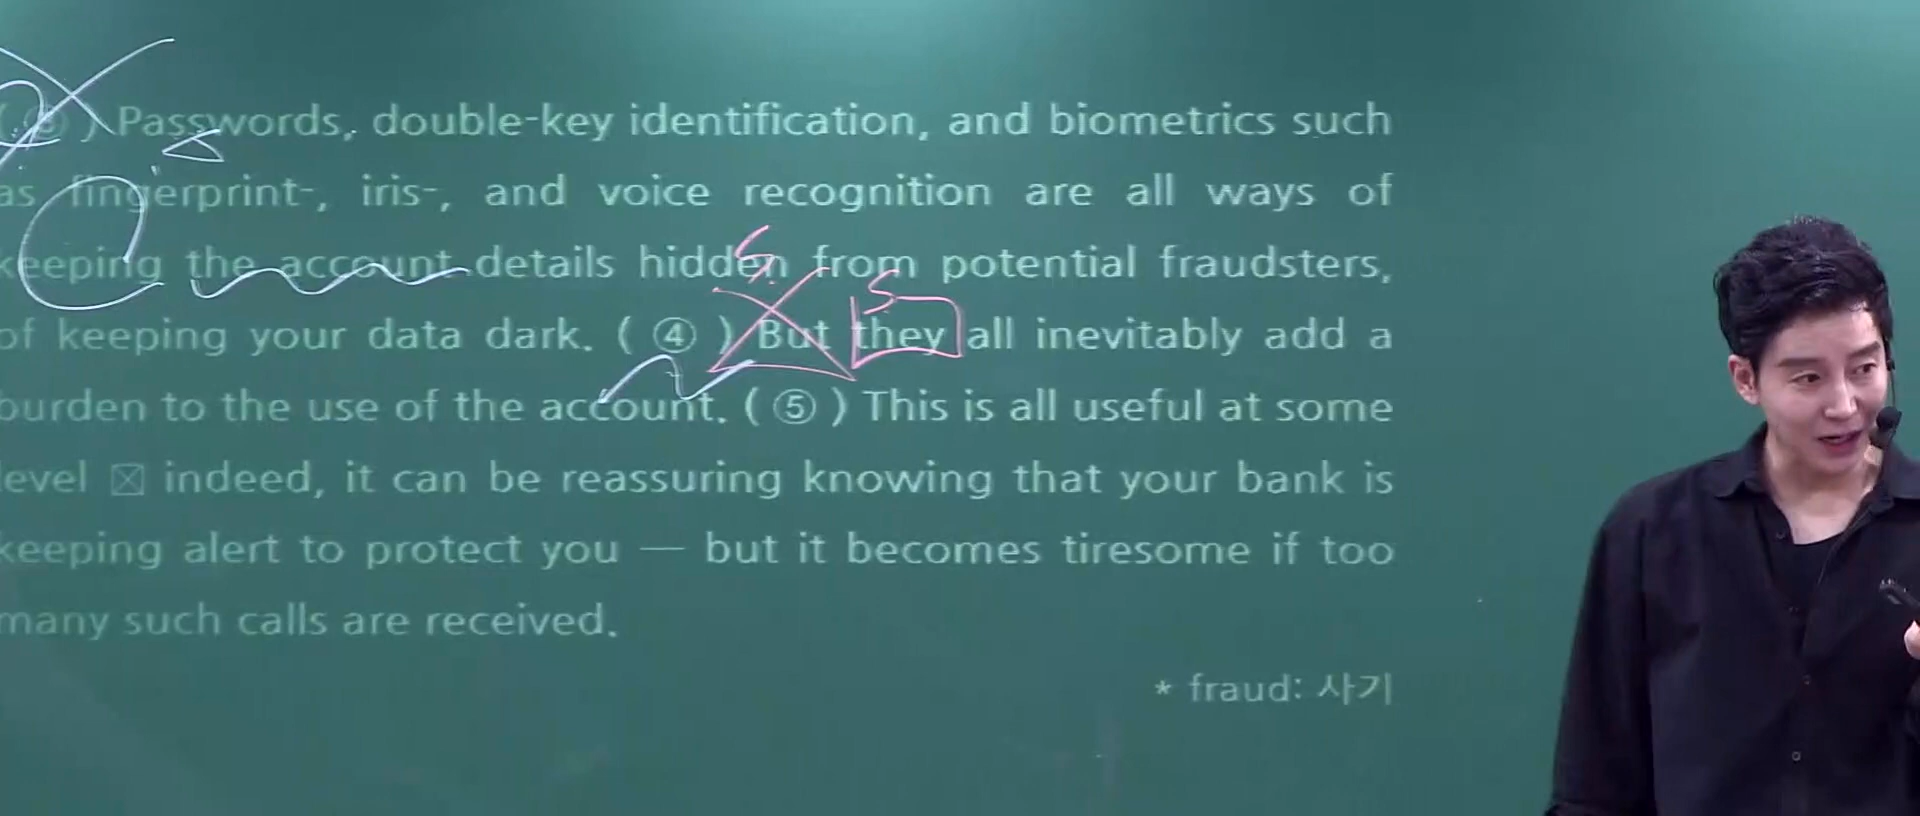 ( ③ ) Passwords, double-key identification, and biometrics such
as fingerprint-, iris-, and voice recognition are all ways of
keeping the account details hidden from potential fraudsters,
of keeping your data dark. ( ④ ) But they all inevitably add a
burden to the use of the account. ( ⑤ ) This is all useful at some
level ☒ indeed, it can be reassuring knowing that your bank is
keeping alert to protect you — but it becomes tiresome if too
many such calls are received.
* fraud: 사기